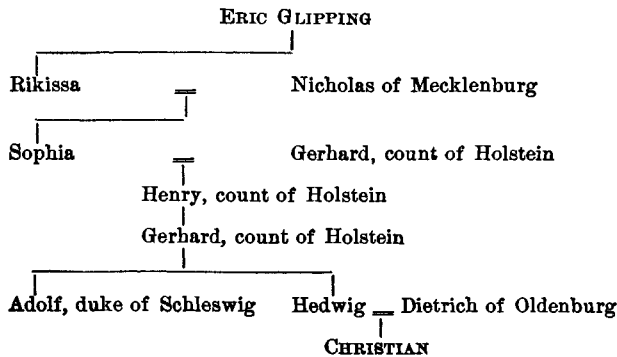 ERIC GLIPPING
Rikissa = Nicholas of Mecklenburg
Sophia = Gerhard, count of Holstein
Henry, count of Holstein
Gerhard, count of Holstein
Adolf, duke of Schleswig Hedwig = Dietrich of Oldenburg
CHRISTIAN